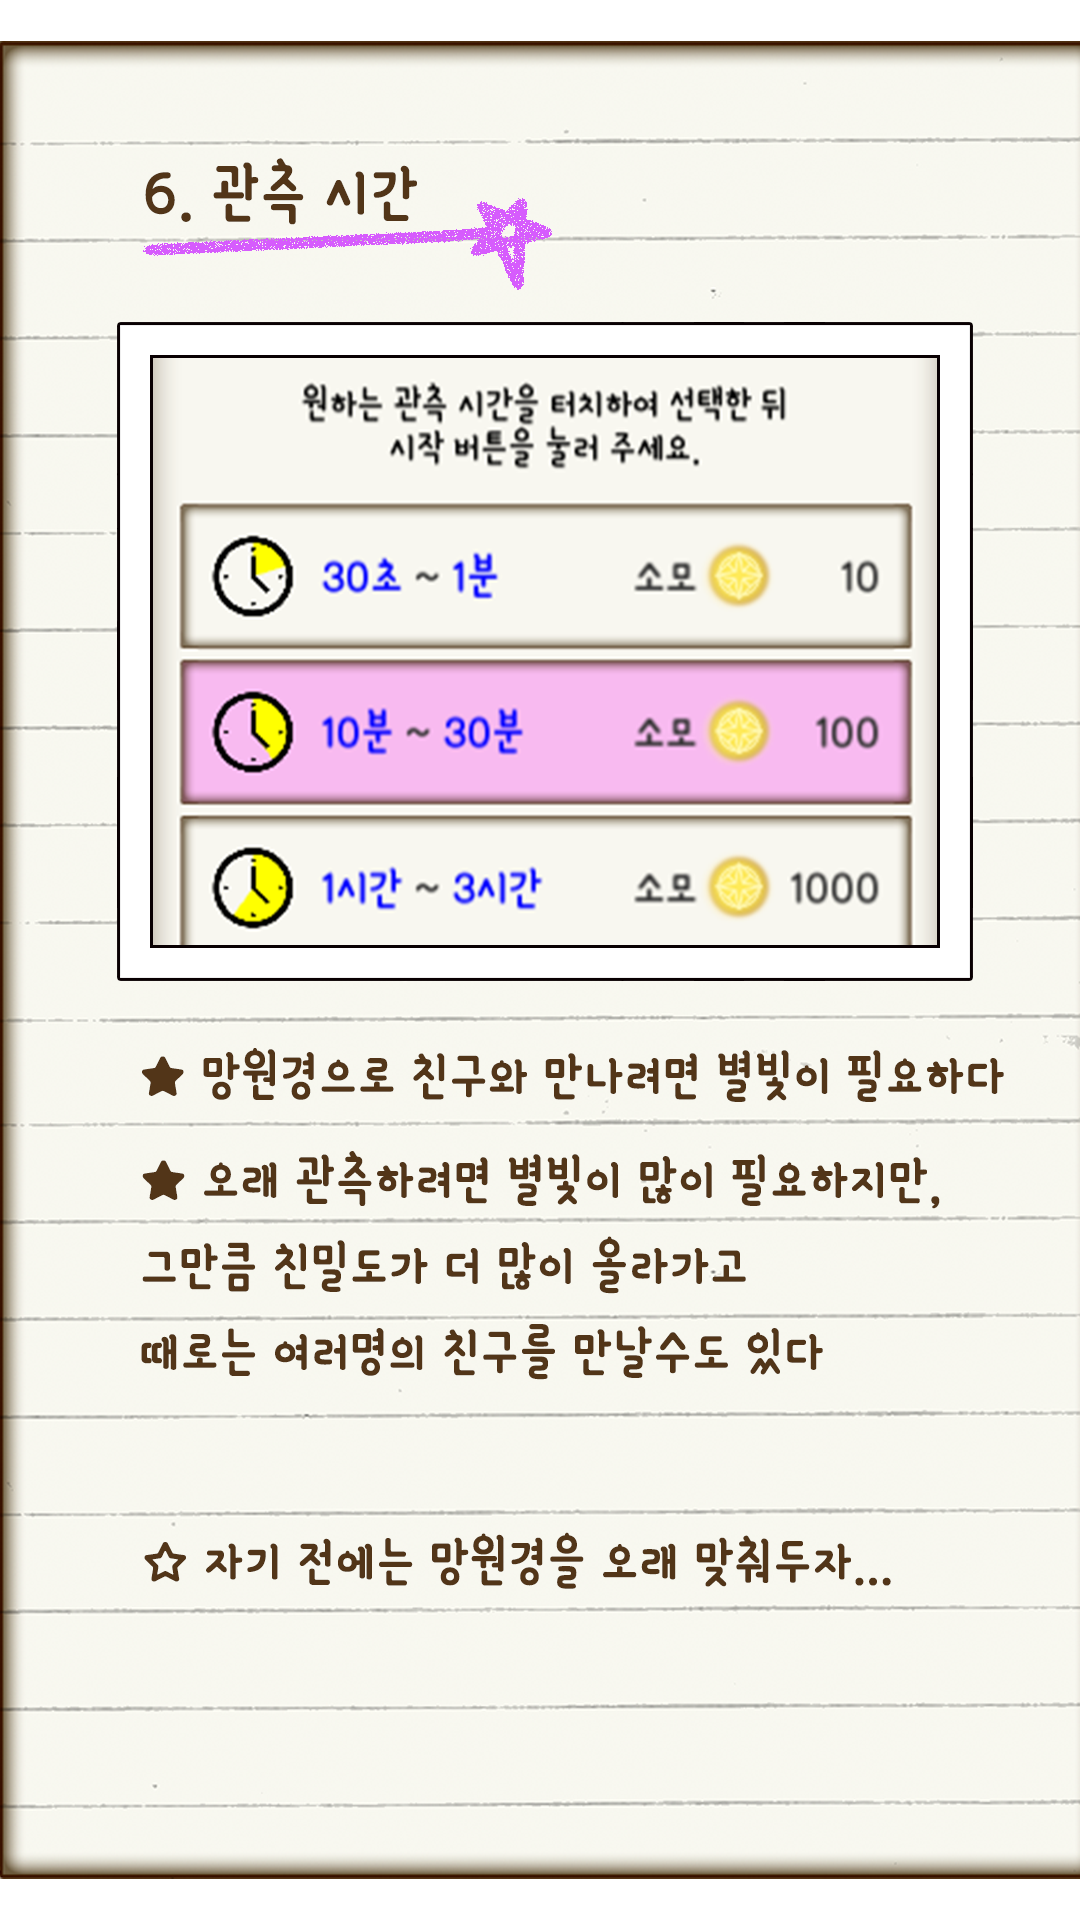 6. 관측 시간
원하는 관측 시간을 터치하여 선택한 뒤
시작 버튼을 눌러 주세요.
30초 ~ 1분 소모 10
10분 ~ 30분 소모 100
1시간 ~ 3시간 소모 1000
★ 망원경으로 친구와 만나려면 별빛이 필요하다
★ 오래 관측하려면 별빛이 많이 필요하지만,
그만큼 친밀도가 더 많이 올라가고
때로는 여러명의 친구를 만날수도 있다
☆ 자기 전에는 망원경을 오래 맞춰두자...